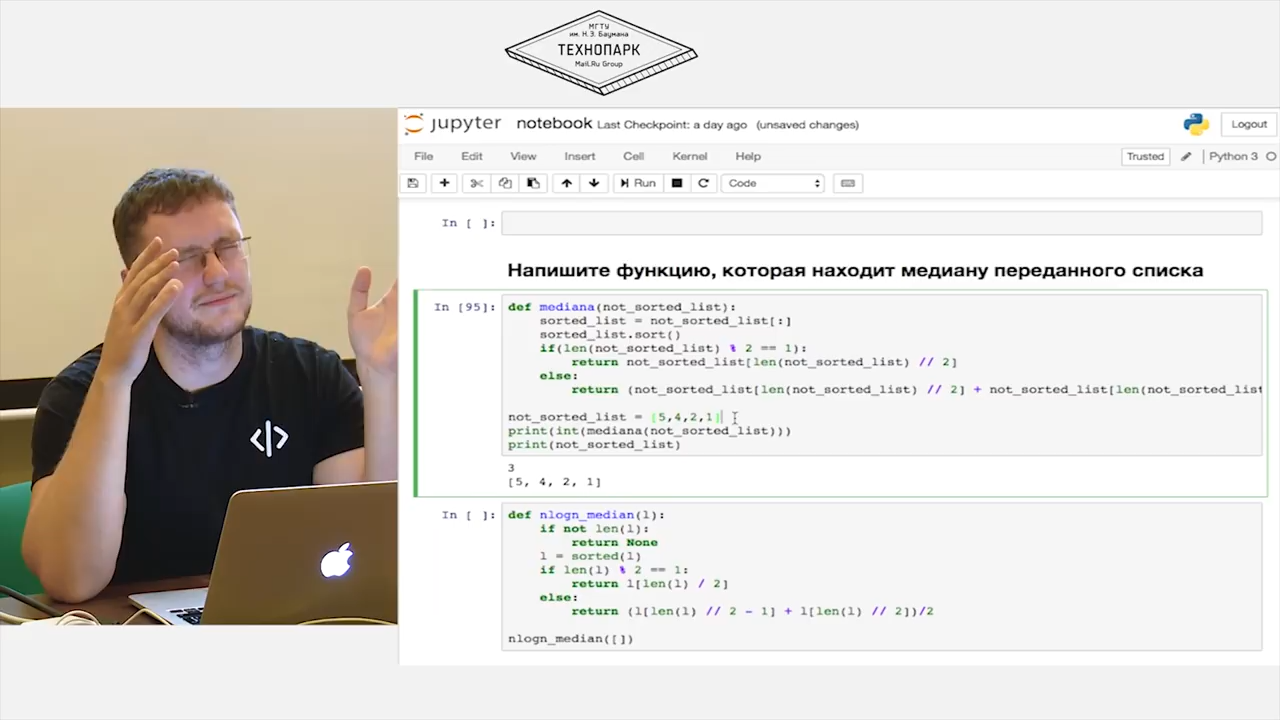 МГТУ
им. Н.Э. Баумана
ТЕХНОПАРК
Mail.Ru Group
jupyter notebook Last Checkpoint: a day ago (unsaved changes) Logout
File Edit View Insert Cell Kernel Help Trusted Python 3
Run Code
In [ ]:
Напишите функцию, которая находит медиану переданного списка
In [95]: def mediana(not_sorted_list):
sorted_list = not_sorted_list[:]
sorted_list.sort()
if(len(not_sorted_list) % 2 == 1):
return not_sorted_list[len(not_sorted_list) // 2]
else:
return (not_sorted_list[len(not_sorted_list) // 2] + not_sorted_list[len(not_sorted_list
not_sorted_list = [5,4,2,1]
print(int(mediana(not_sorted_list)))
print(not_sorted_list)
3
[5, 4, 2, 1]
In [ ]: def nlogn_median(l):
if not len(l):
return None
l = sorted(l)
if len(l) % 2 == 1:
return l[len(l) / 2]
else:
return (l[len(l) // 2 - 1] + l[len(l) // 2])/2
nlogn_median([])